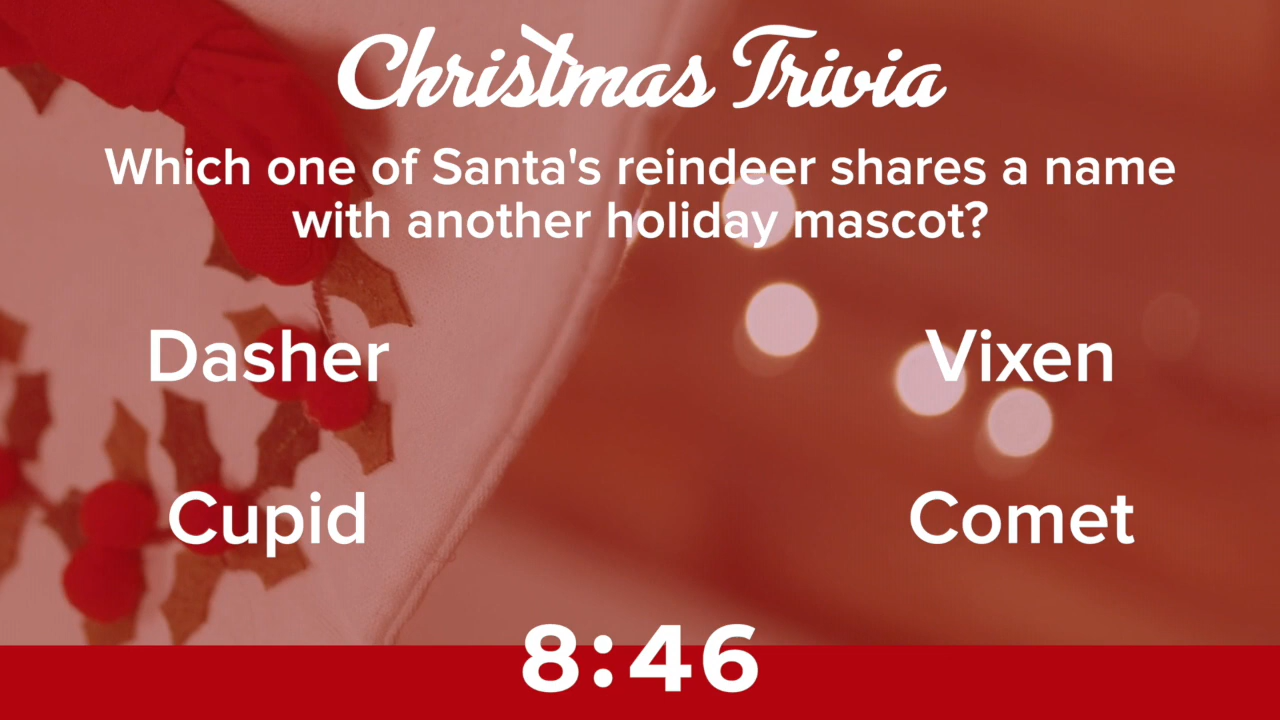 Christmas Trivia
Which one of Santa's reindeer shares a name
with another holiday mascot?
Dasher
Vixen
Cupid
Comet
8:46